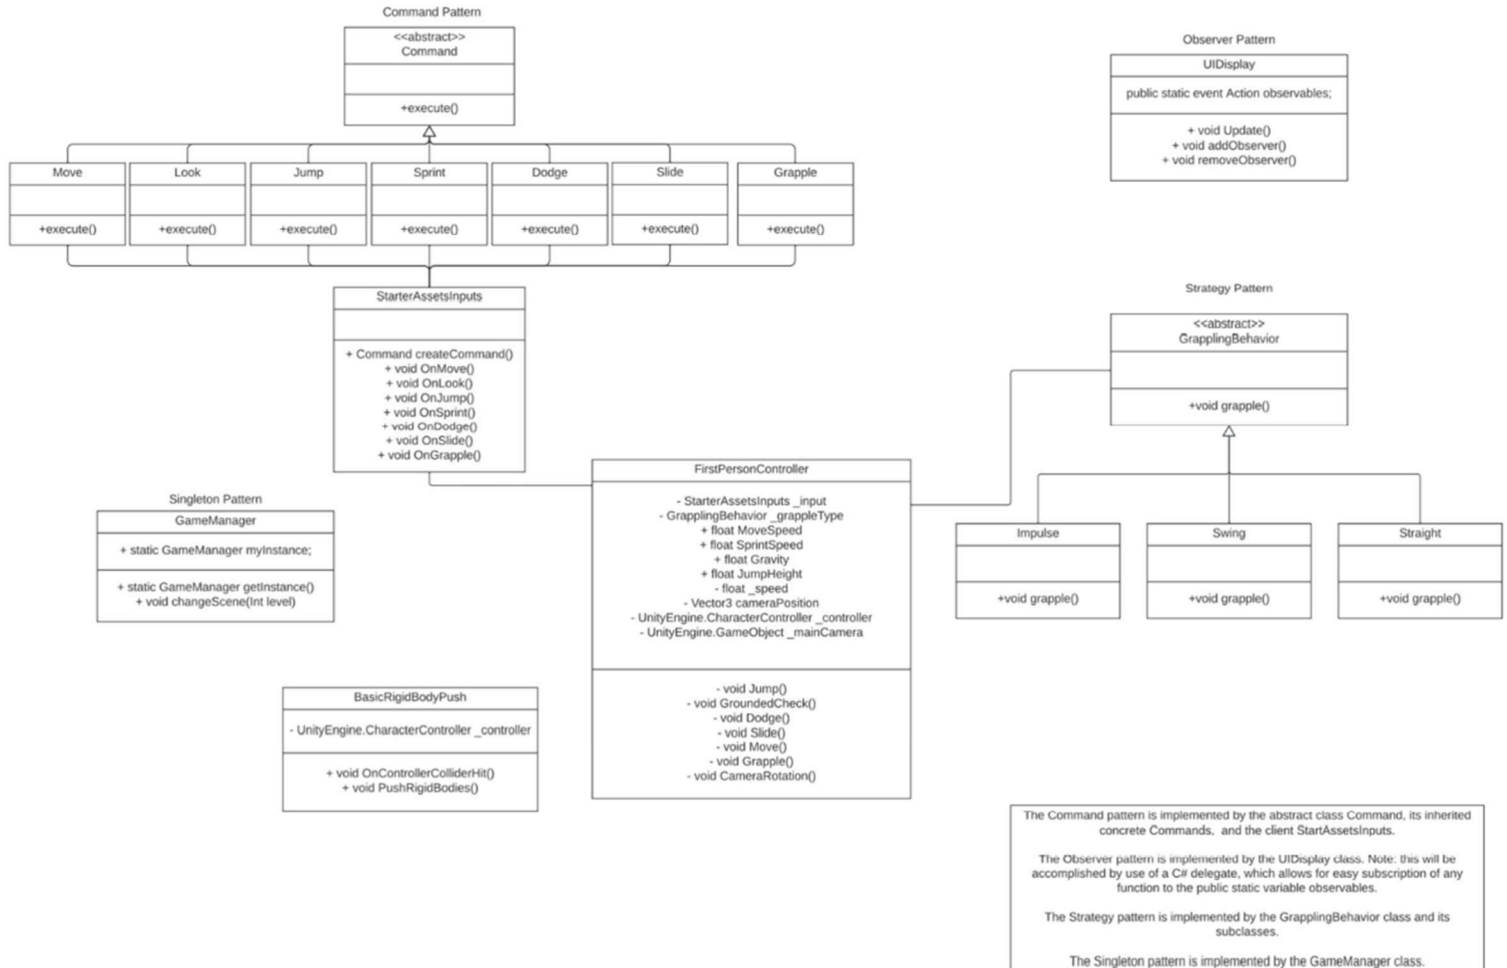 Command Pattern
<<abstract>>
Command
+execute()
Move
Look
Jump
Sprint
Dodge
Slide
Grapple
+execute()
+execute()
+execute()
+execute()
+execute()
+execute()
+execute()
StarterAssetsInputs
+ Command createCommand()
+ void OnMove()
+ void OnLook()
+ void OnJump()
+ void OnSprint()
+ void OnDodge()
+ void OnSlide()
+ void OnGrapple()
Observer Pattern
UIDisplay
public static event Action observables;
+ void Update()
+ void addObserver()
+ void removeObserver()
Strategy Pattern
<<abstract>>
GrapplingBehavior
+void grapple()
Impulse
Swing
Straight
+void grapple()
+void grapple()
+void grapple()
Singleton Pattern
GameManager
+ static GameManager myInstance;
+ static GameManager getInstance()
+ void changeScene(Int level)
FirstPersonController
- StarterAssetsInputs _input
- GrapplingBehavior _grappleType
+ float MoveSpeed
+ float SprintSpeed
+ float Gravity
+ float JumpHeight
- float _speed
- Vector3 cameraPosition
- UnityEngine.CharacterController _controller
- UnityEngine.GameObject _mainCamera
- void Jump()
- void GroundedCheck()
- void Dodge()
- void Slide()
- void Move()
- void Grapple()
- void CameraRotation()
BasicRigidBodyPush
- UnityEngine.CharacterController _controller
+ void OnControllerColliderHit()
+ void PushRigidBodies()
The Command pattern is implemented by the abstract class Command, its inherited
concrete Commands, and the client StartAssetsInputs.
The Observer pattern is implemented by the UIDisplay class. Note: this will be
accomplished by use of a C# delegate, which allows for easy subscription of any
function to the public static variable observables.
The Strategy pattern is implemented by the GrapplingBehavior class and its
subclasses.
The Singleton pattern is implemented by the GameManager class.